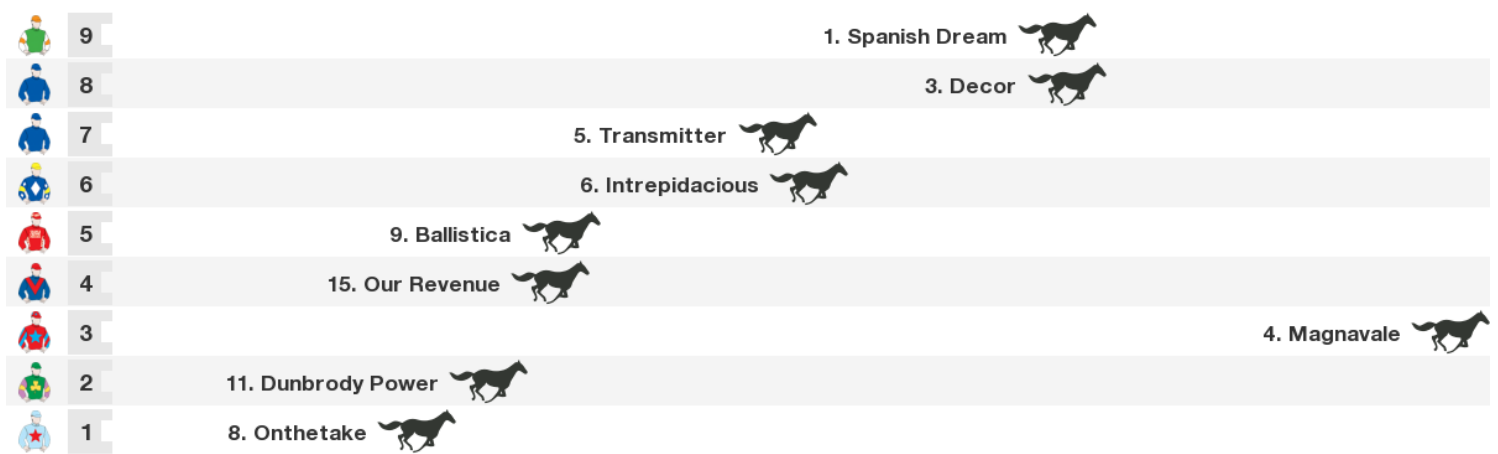 9 1. Spanish Dream
8 3. Decor
7 5. Transmitter
6 6. Intrepidacious
5 9. Ballistica
4 15. Our Revenue
3 4. Magnavale
2 11. Dunbrody Power
1 8. Onthetake